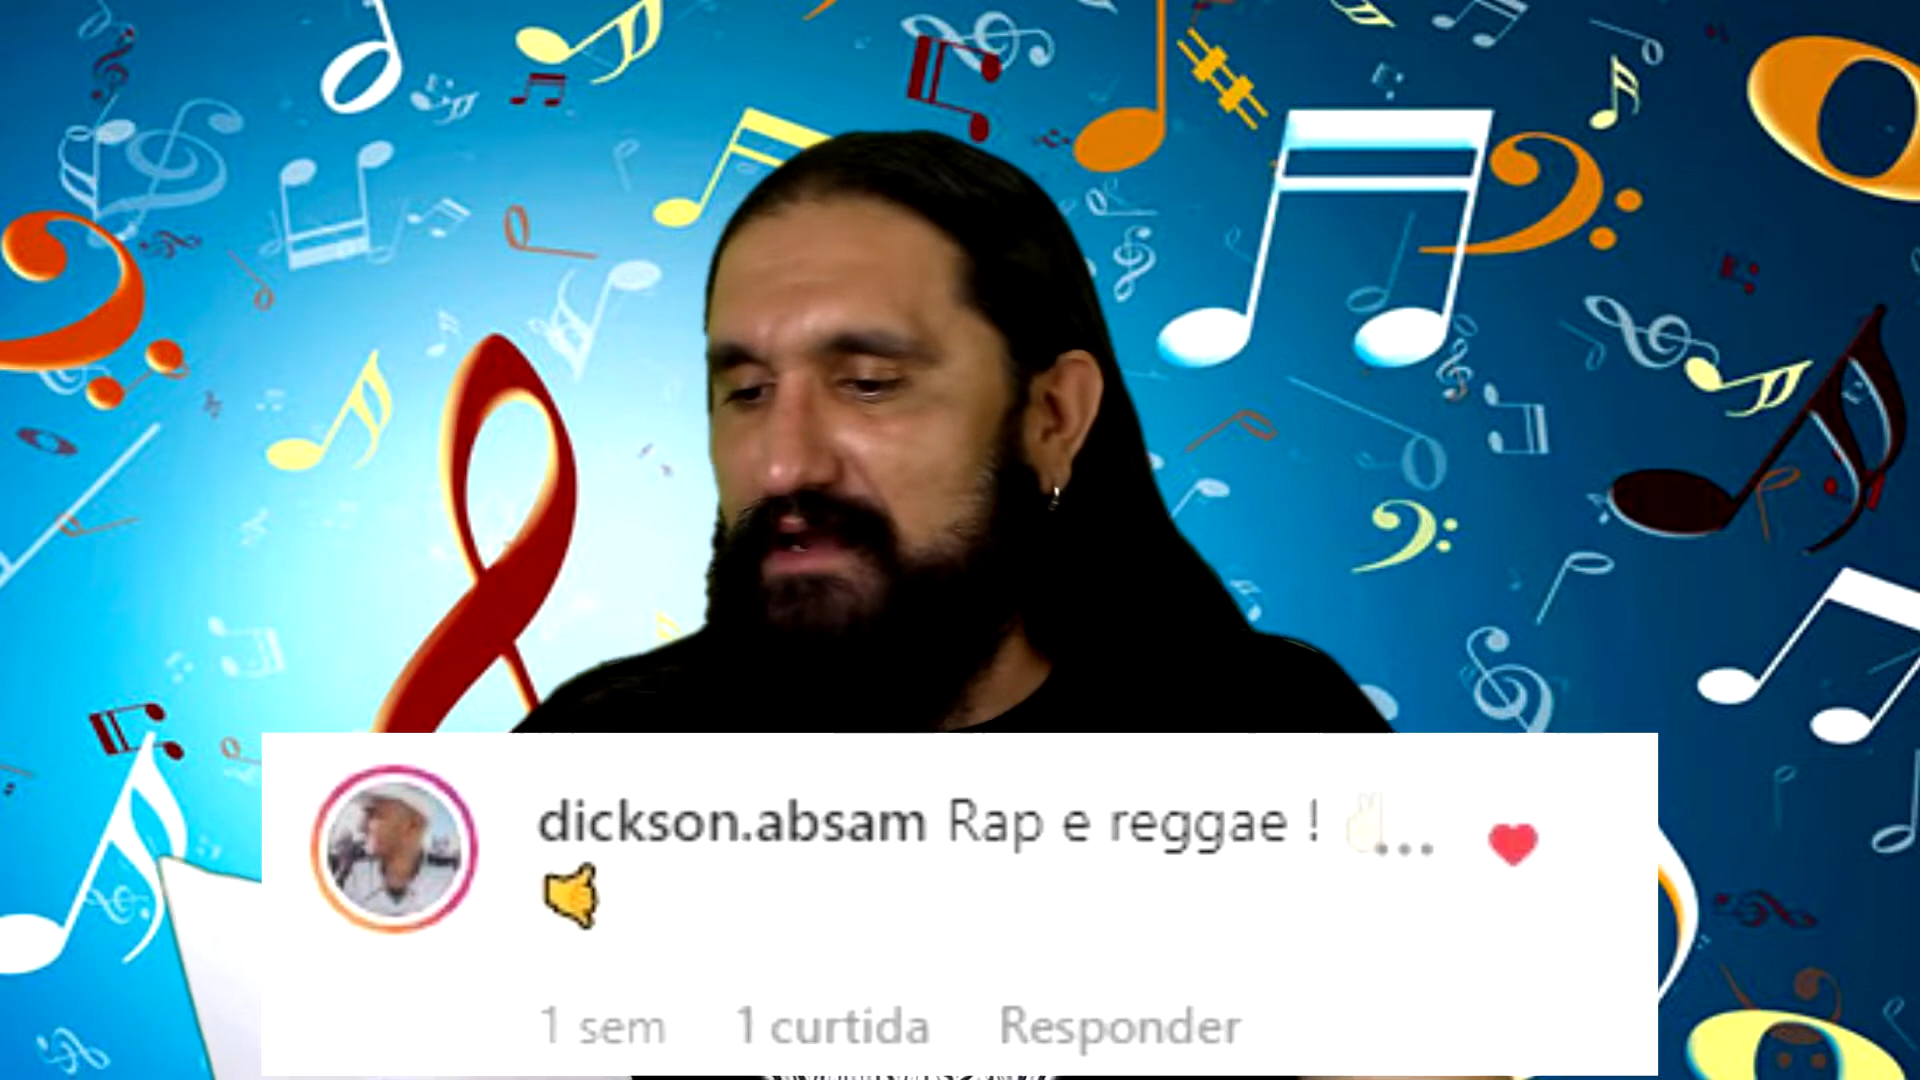 dickson.absam Rap e reggae ! ✌🏻...
🤙
1 sem 1 curtida Responder